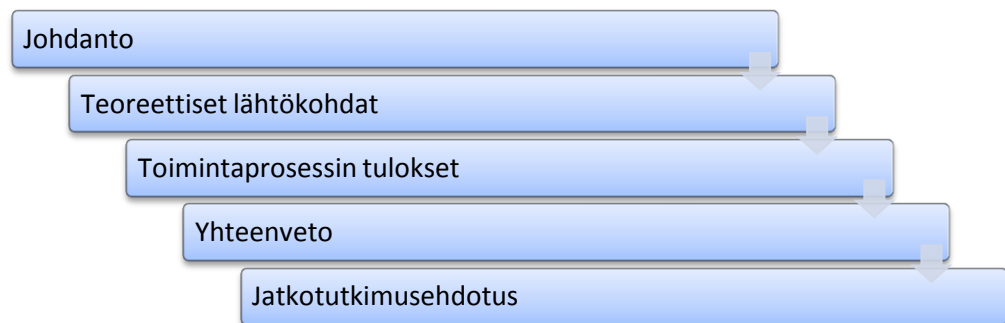 Johdanto
Teoreettiset lähtökohdat
Toimintaprosessin tulokset
Yhteenveto
Jatkotutkimusehdotus